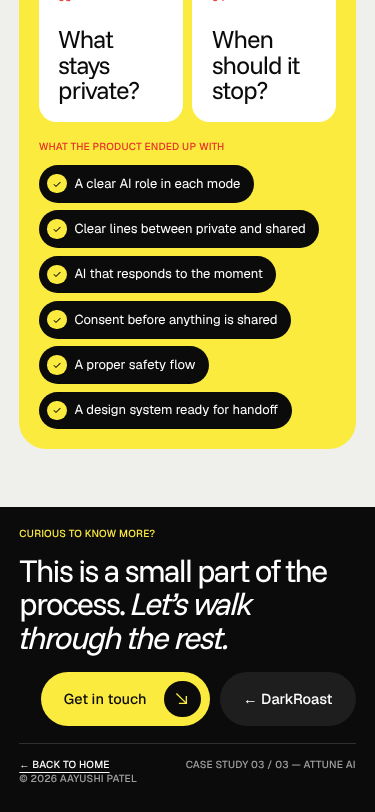 What
stays
private?
When
should it
stop?
WHAT THE PRODUCT ENDED UP WITH
A clear AI role in each mode
Clear lines between private and shared
AI that responds to the moment
Consent before anything is shared
A proper safety flow
A design system ready for handoff
CURIOUS TO KNOW MORE?
This is a small part of the
process. Let's walk
through the rest.
Get in touch ↘
← DarkRoast
← BACK TO HOME
CASE STUDY 03 / 03 — ATTUNE AI
© 2026 AAYUSHI PATEL